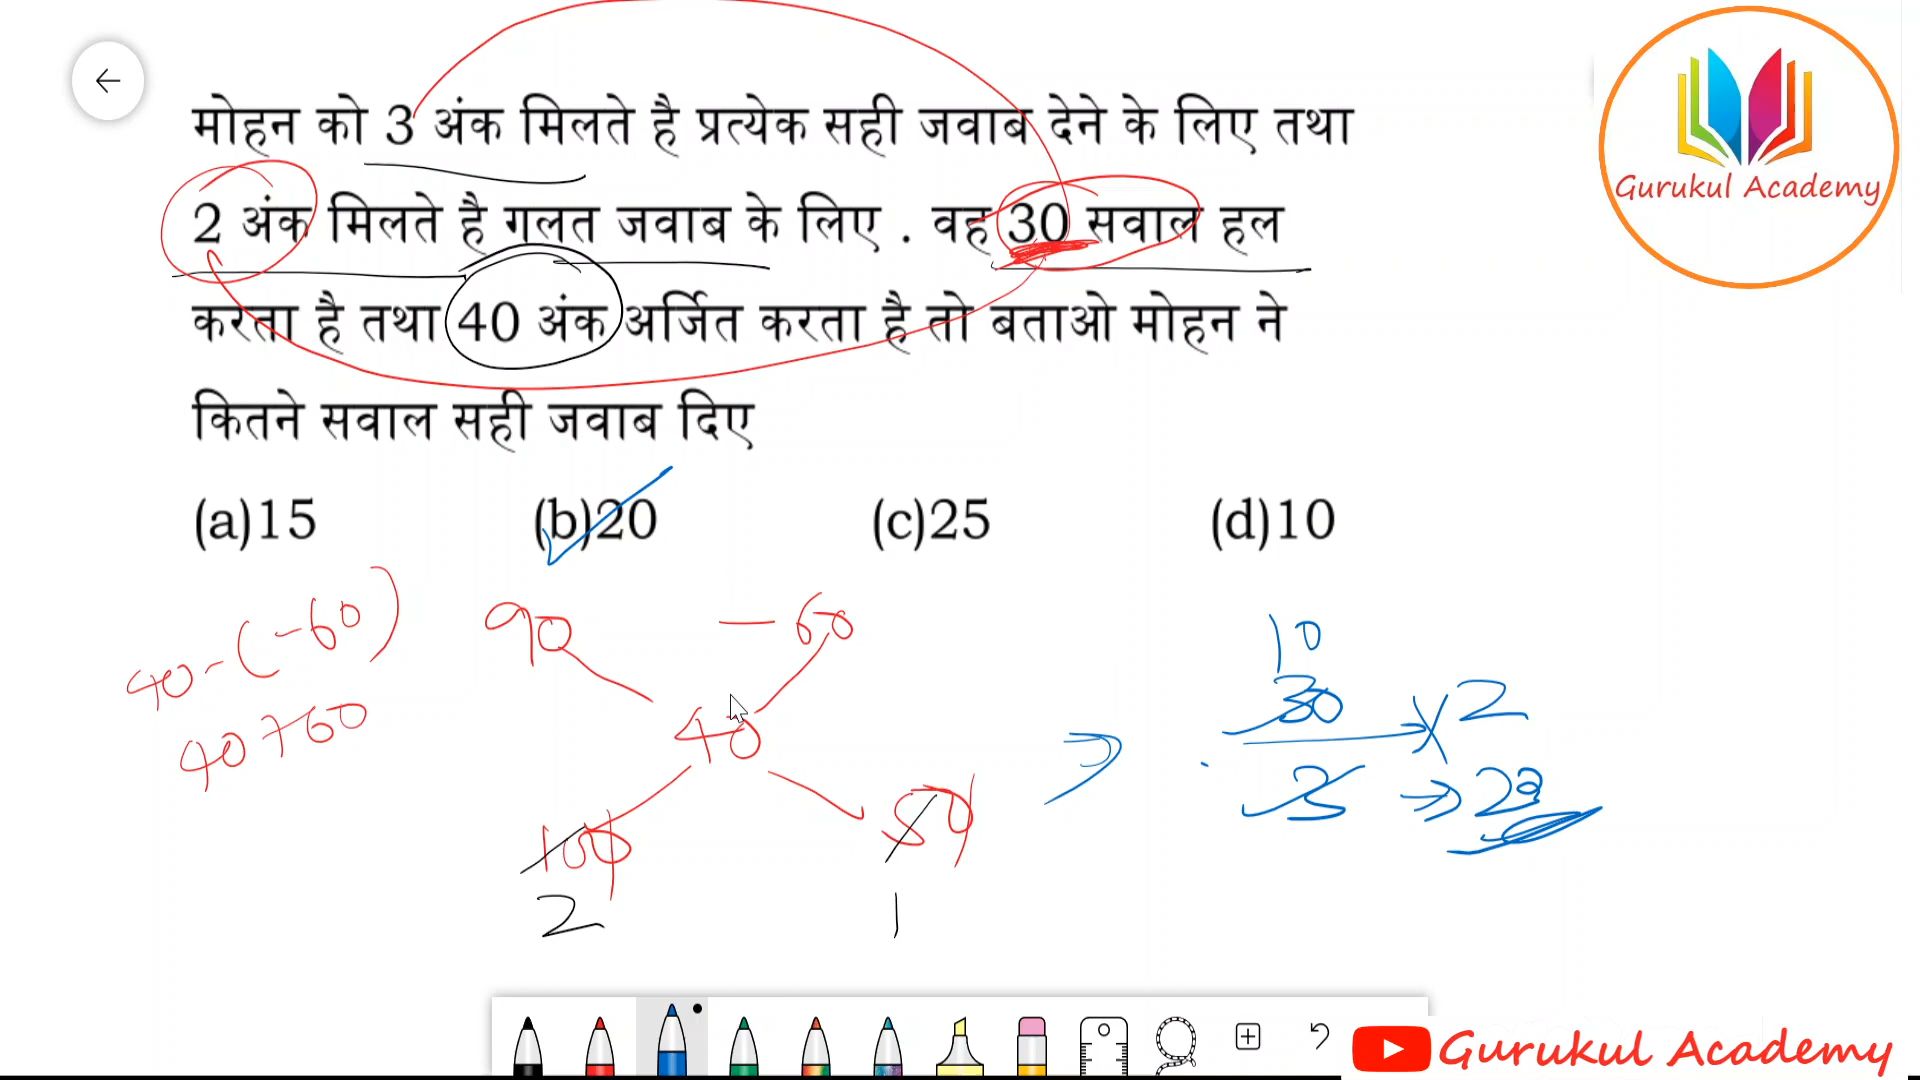 मोहन को 3 अंक मिलते है प्रत्येक सही जवाब देने के लिए तथा
2 अंक मिलते है गलत जवाब के लिए . वह 30 सवाल हल
करता है तथा 40 अंक अर्जित करता है तो बताओ मोहन ने
कितने सवाल सही जवाब दिए
(a)15 (b)20 (c)25 (d)10
40-(-60)
40+60
90 -60
40
100 50
2 1
10
30 × 2
3 ⇒ 20
Gurukul Academy
Gurukul Academy